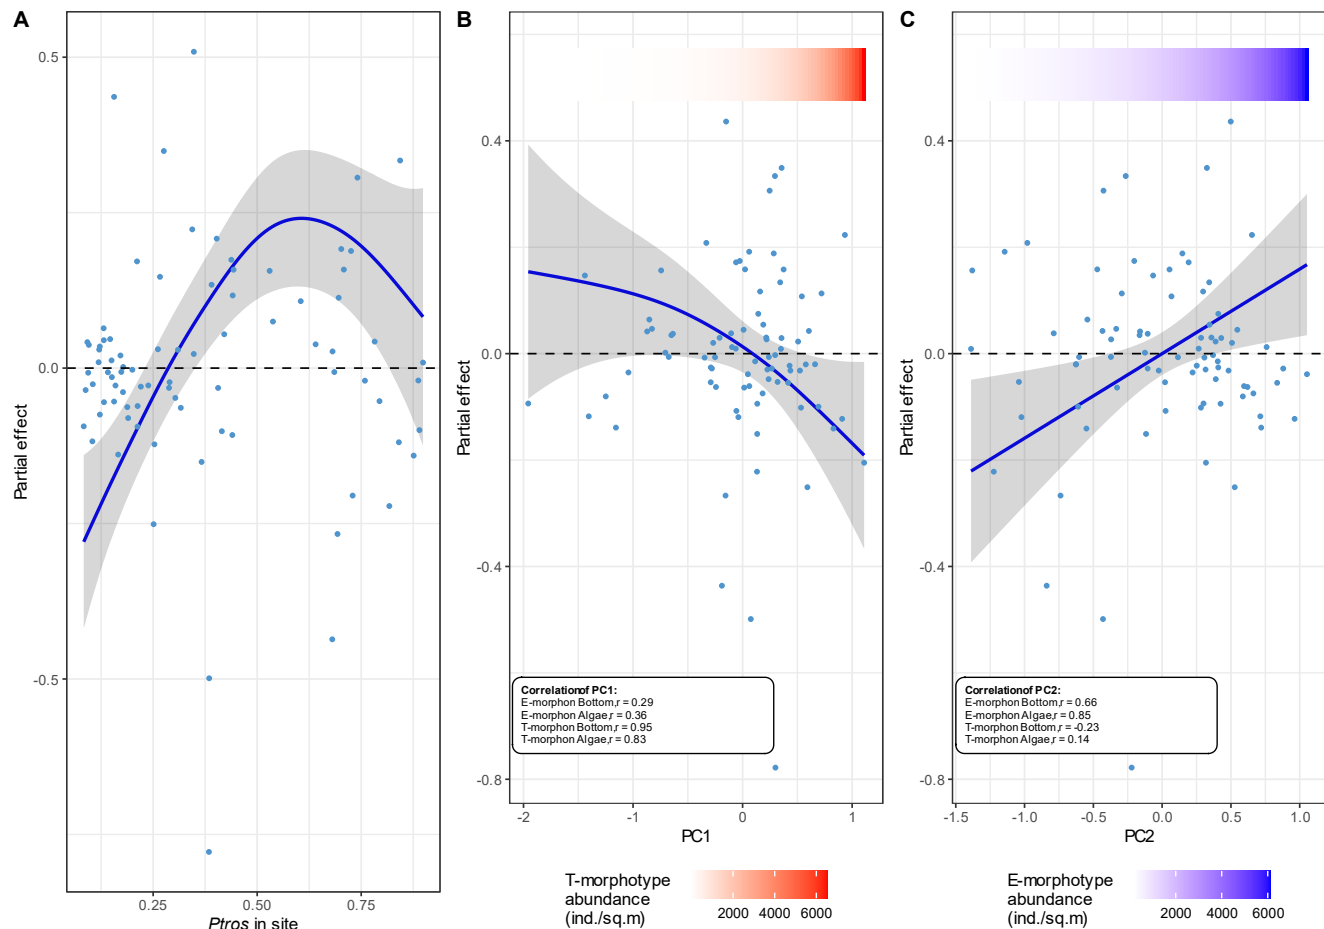 A
B
C
0.5
0.0
-0.5
Partial effect
0.25
0.50
0.75
Ptros in site
0.4
0.0
-0.4
-0.8
Partial effect
Correlationof PC1:
E-morphon Bottom,r = 0.29
E-morphon Algae,r = 0.36
T-morphon Bottom,r = 0.95
T-morphon Algae,r = 0.83
-2
-1
0
1
PC1
T-morphotype
abundance
(ind./sq.m)
2000
4000
6000
0.4
0.0
-0.4
-0.8
Partial effect
Correlationof PC2:
E-morphon Bottom,r = 0.66
E-morphon Algae,r = 0.85
T-morphon Bottom,r = -0.23
T-morphon Algae,r = 0.14
-1.5
-1.0
-0.5
0.0
0.5
1.0
PC2
E-morphotype
abundance
(ind./sq.m)
2000
4000
6000